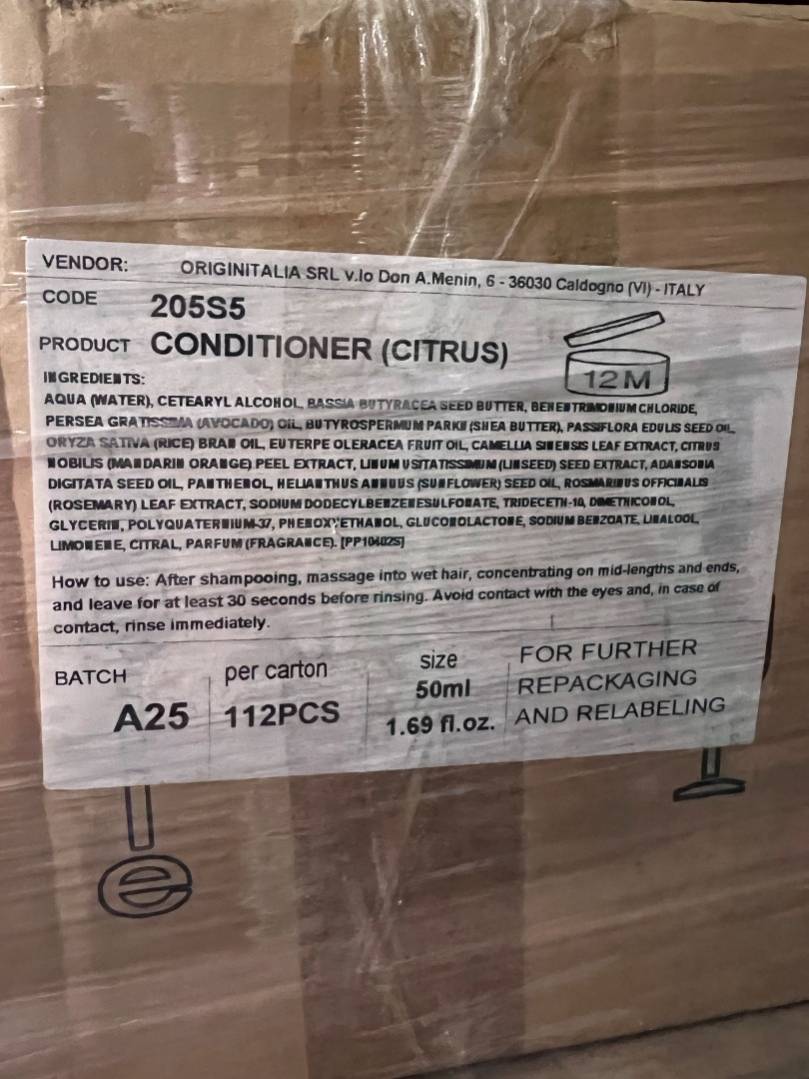 VENDOR: ORIGINITALIA SRL v.lo Don A.Menin, 6 - 36030 Caldogno (VI) - ITALY
CODE 205S5
PRODUCT CONDITIONER (CITRUS)
12 M
INGREDIENTS:
AQUA (WATER), CETEARYL ALCOHOL, BASSIA BUTYRACEA SEED BUTTER, BEHENTRIMONIUM CHLORIDE,
PERSEA GRATISSIMA (AVOCADO) OIL, BUTYROSPERMUM PARKII (SHEA BUTTER), PASSIFLORA EDULIS SEED OIL,
ORYZA SATIVA (RICE) BRAN OIL, EUTERPE OLERACEA FRUIT OIL, CAMELLIA SINENSIS LEAF EXTRACT, CITRUS
NOBILIS (MANDARIN ORANGE) PEEL EXTRACT, LINUM USITATISSIMUM (LINSEED) SEED EXTRACT, ADANSONIA
DIGITATA SEED OIL, PANTHENOL, HELIANTHUS ANNUUS (SUNFLOWER) SEED OIL, ROSMARINUS OFFICINALIS
(ROSEMARY) LEAF EXTRACT, SODIUM DODECYLBENZENESULFONATE, TRIDECETH-10, DIMETHICONOL,
GLYCERIN, POLYQUATERNIUM-37, PHENOXYETHANOL, GLUCONOLACTONE, SODIUM BENZOATE, LINALOOL,
LIMONENE, CITRAL, PARFUM (FRAGRANCE). [PP10402S]
How to use: After shampooing, massage into wet hair, concentrating on mid-lengths and ends,
and leave for at least 30 seconds before rinsing. Avoid contact with the eyes and, in case of
contact, rinse immediately.
BATCH
A25
per carton
112PCS
size
50ml
1.69 fl.oz.
FOR FURTHER
REPACKAGING
AND RELABELING
e